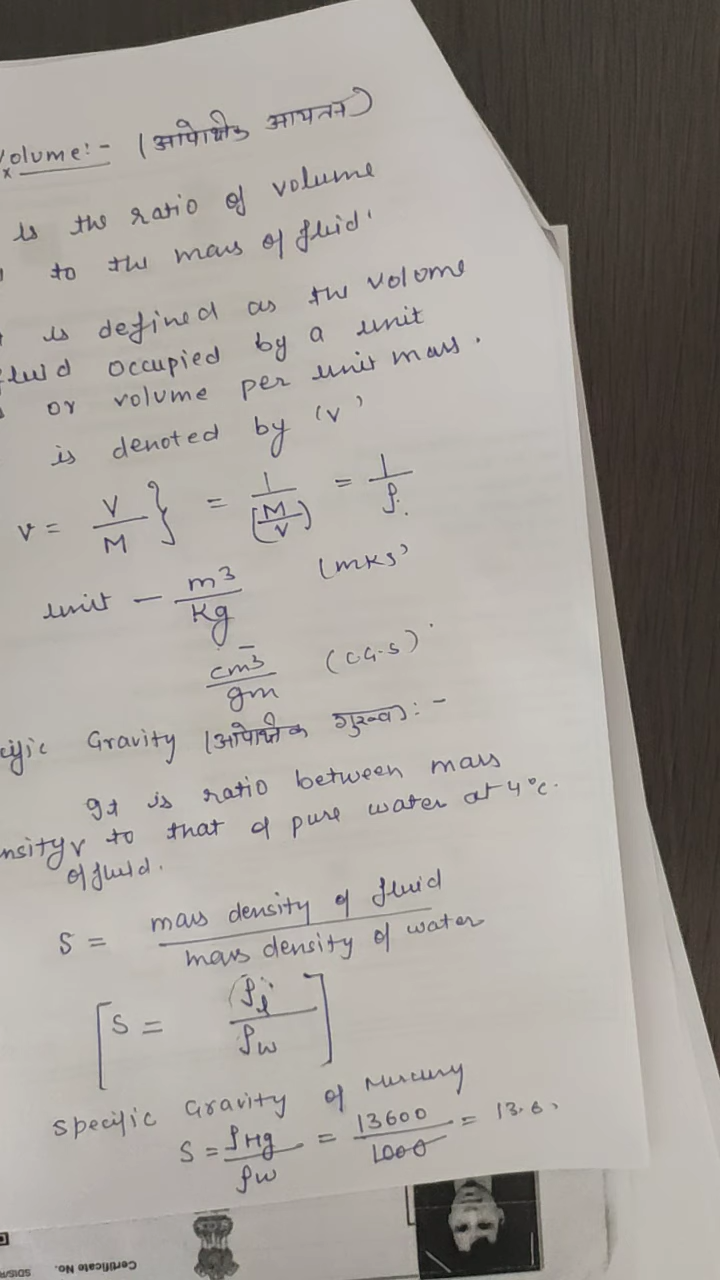 Volume:- (आपेक्षिक आयतन)
is the ratio of volume
to the mass of fluid'
is defined as the volume
fluid occupied by a unit
or volume per unit mass.
is denoted by (v)
v = V/M } = 1/(M/V) = 1/ρ.
unit - m³/Kg (MKS)
cm³/gm (C.G.S)
cific Gravity (आपेक्षिक गुरुत्व) : -
It is ratio between mass
nsity to that of pure water at 4°c.
of fluid.
S = mass density of fluid / mass density of water
[S = ρl / ρw]
Specific Gravity of Mercury
S = ρHg / ρw = 13600 / 1000 = 13.6.
Certificate No.